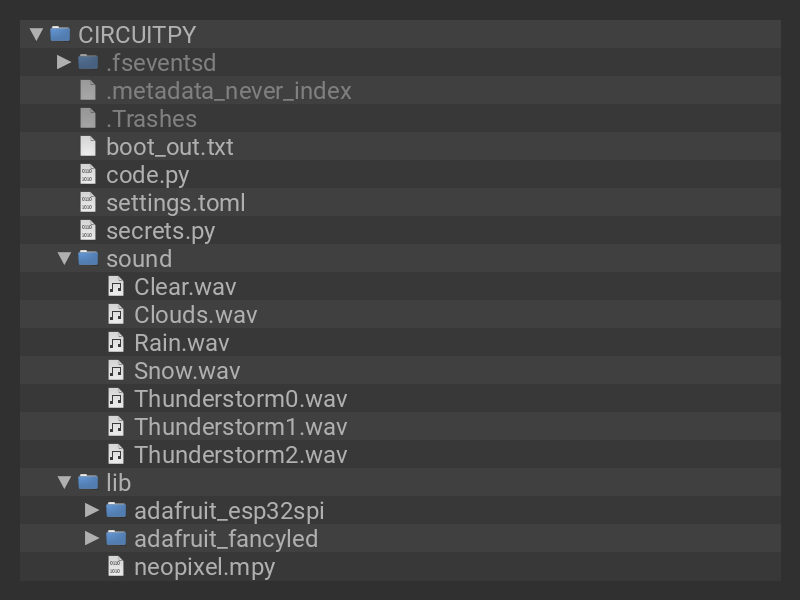 CIRCUITPY
.fseventsd
.metadata_never_index
.Trashes
boot_out.txt
code.py
settings.toml
secrets.py
sound
Clear.wav
Clouds.wav
Rain.wav
Snow.wav
Thunderstorm0.wav
Thunderstorm1.wav
Thunderstorm2.wav
lib
adafruit_esp32spi
adafruit_fancyled
neopixel.mpy